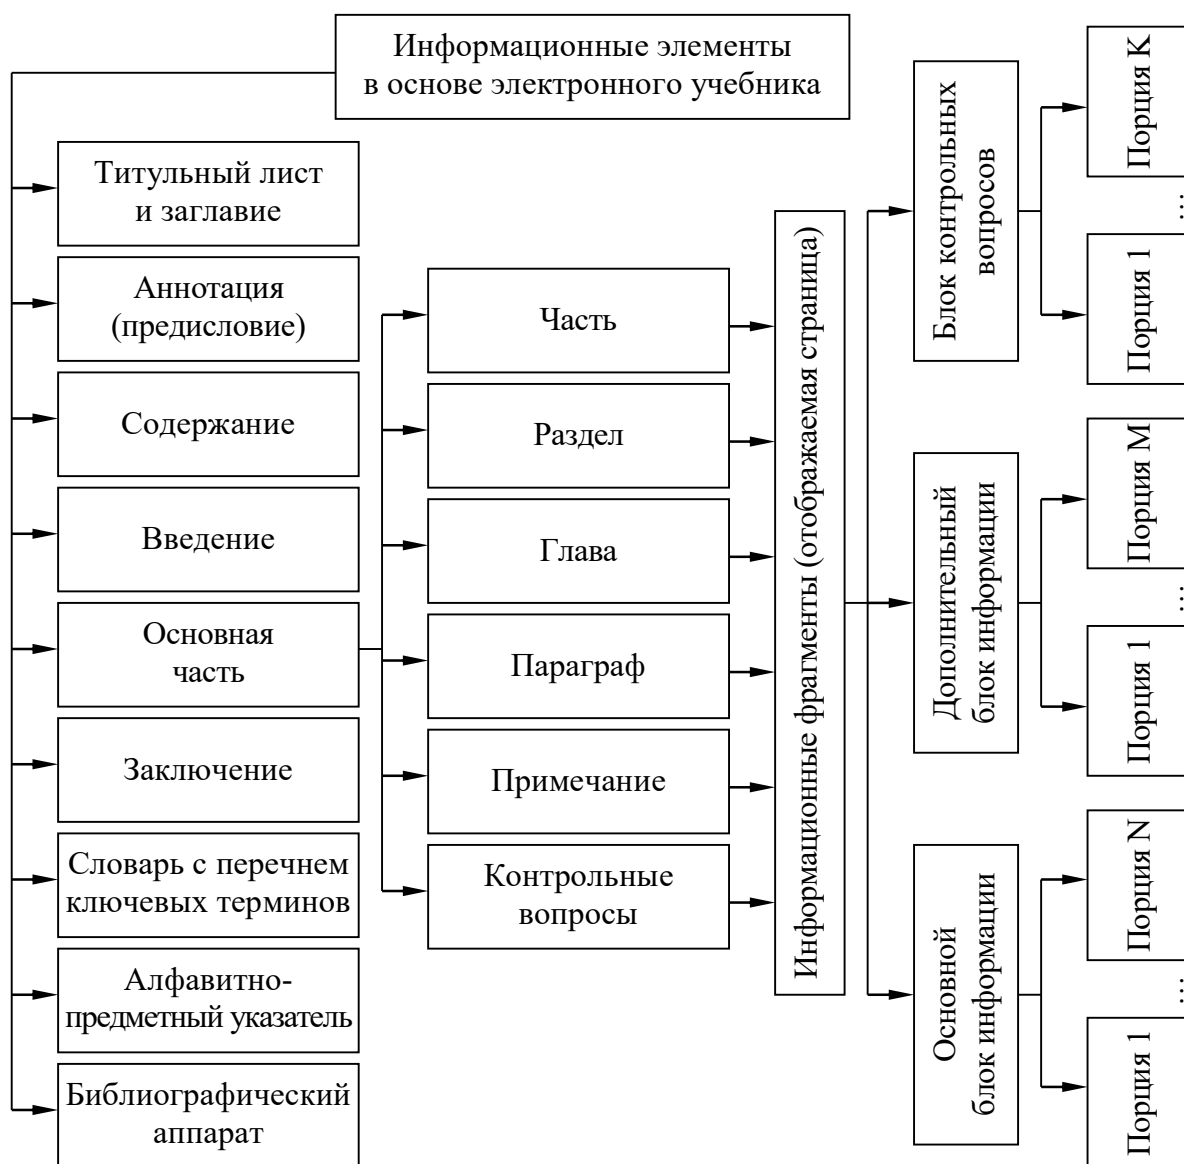 Информационные элементы
в основе электронного учебника
Титульный лист
и заглавие
Аннотация
(предисловие)
Содержание
Введение
Основная
часть
Заключение
Словарь с перечнем
ключевых терминов
Алфавитно-
предметный указатель
Библиографический
аппарат
Часть
Раздел
Глава
Параграф
Примечание
Контрольные
вопросы
Информационные фрагменты (отображаемая страница)
Блок контрольных
вопросов
Порция K
...
Порция 1
Дополнительный
блок информации
Порция M
...
Порция 1
Основной
блок информации
Порция N
...
Порция 1